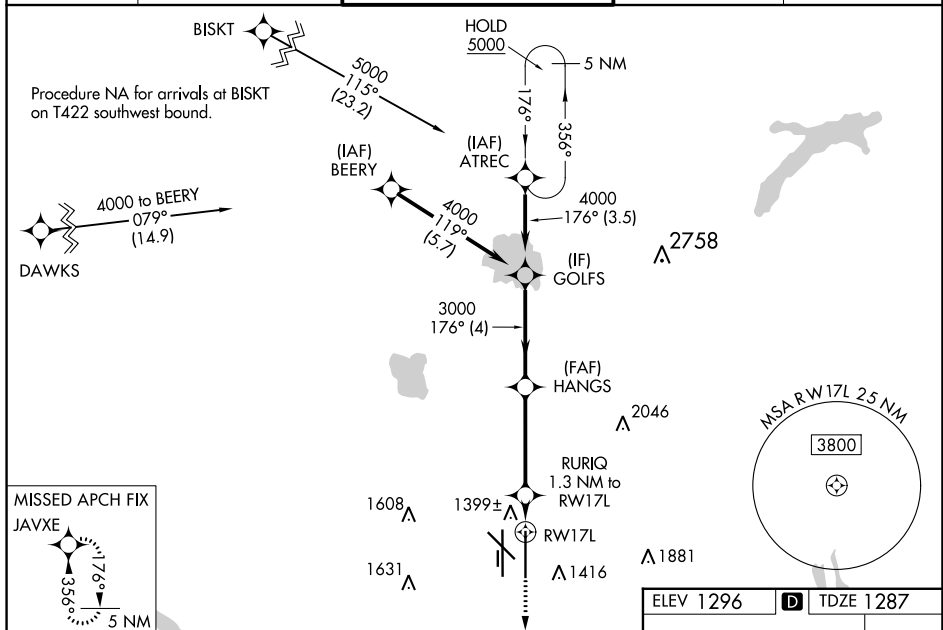 BISKT
HOLD
5000
5 NM
5000
115°
(23.2)
Procedure NA for arrivals at BISKT
on T422 southwest bound.
176°
356°
(IAF)
ATREC
(IAF)
BEERY
4000 to BEERY
079°
(14.9)
DAWKS
4000
119°
(5.7)
4000
176° (3.5)
2758
(IF)
GOLFS
3000
176° (4)
(FAF)
HANGS
2046
MSA RW17L 25 NM
3800
RURIQ
1.3 NM to
RW17L
1608
1399±
RW17L
MISSED APCH FIX
JAVXE
176°
356°
5 NM
1631
1416
1881
ELEV 1296 D TDZE 1287